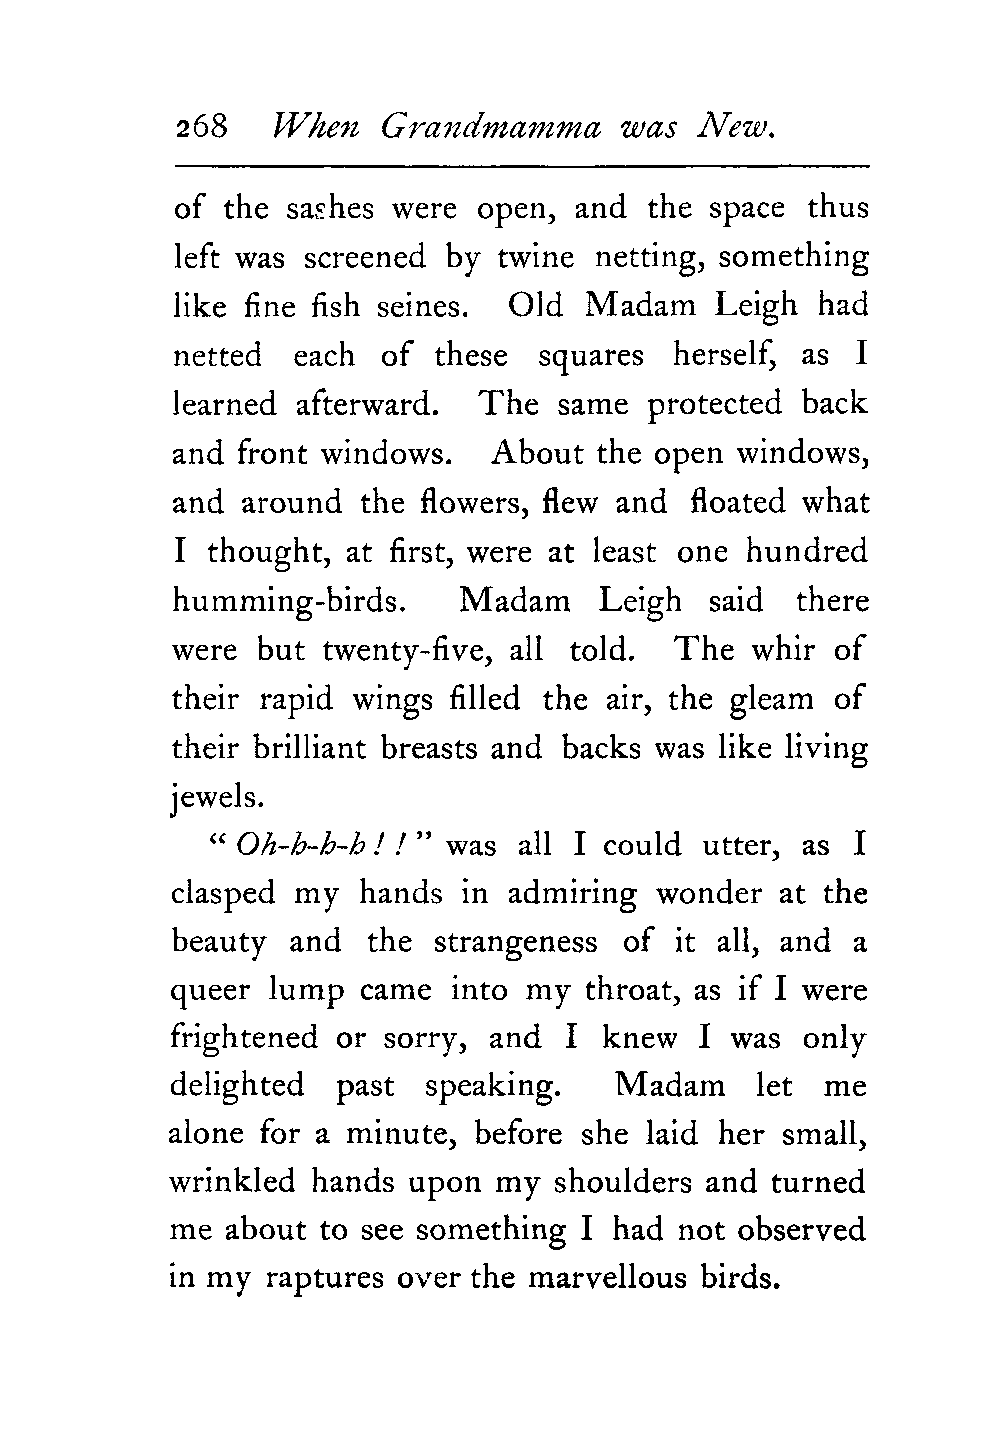 268 When Grandmamma was New.
of the sashes were open, and the space thus
left was screened by twine netting, something
like fine fish seines. Old Madam Leigh had
netted each of these squares herself, as I
learned afterward. The same protected back
and front windows. About the open windows,
and around the flowers, flew and floated what
I thought, at first, were at least one hundred
humming-birds. Madam Leigh said there
were but twenty-five, all told. The whir of
their rapid wings filled the air, the gleam of
their brilliant breasts and backs was like living
jewels.
"Oh-h-h-h!!" was all I could utter, as I
clasped my hands in admiring wonder at the
beauty and the strangeness of it all, and a
queer lump came into my throat, as if I were
frightened or sorry, and I knew I was only
delighted past speaking. Madam let me
alone for a minute, before she laid her small,
wrinkled hands upon my shoulders and turned
me about to see something I had not observed
in my raptures over the marvellous birds.